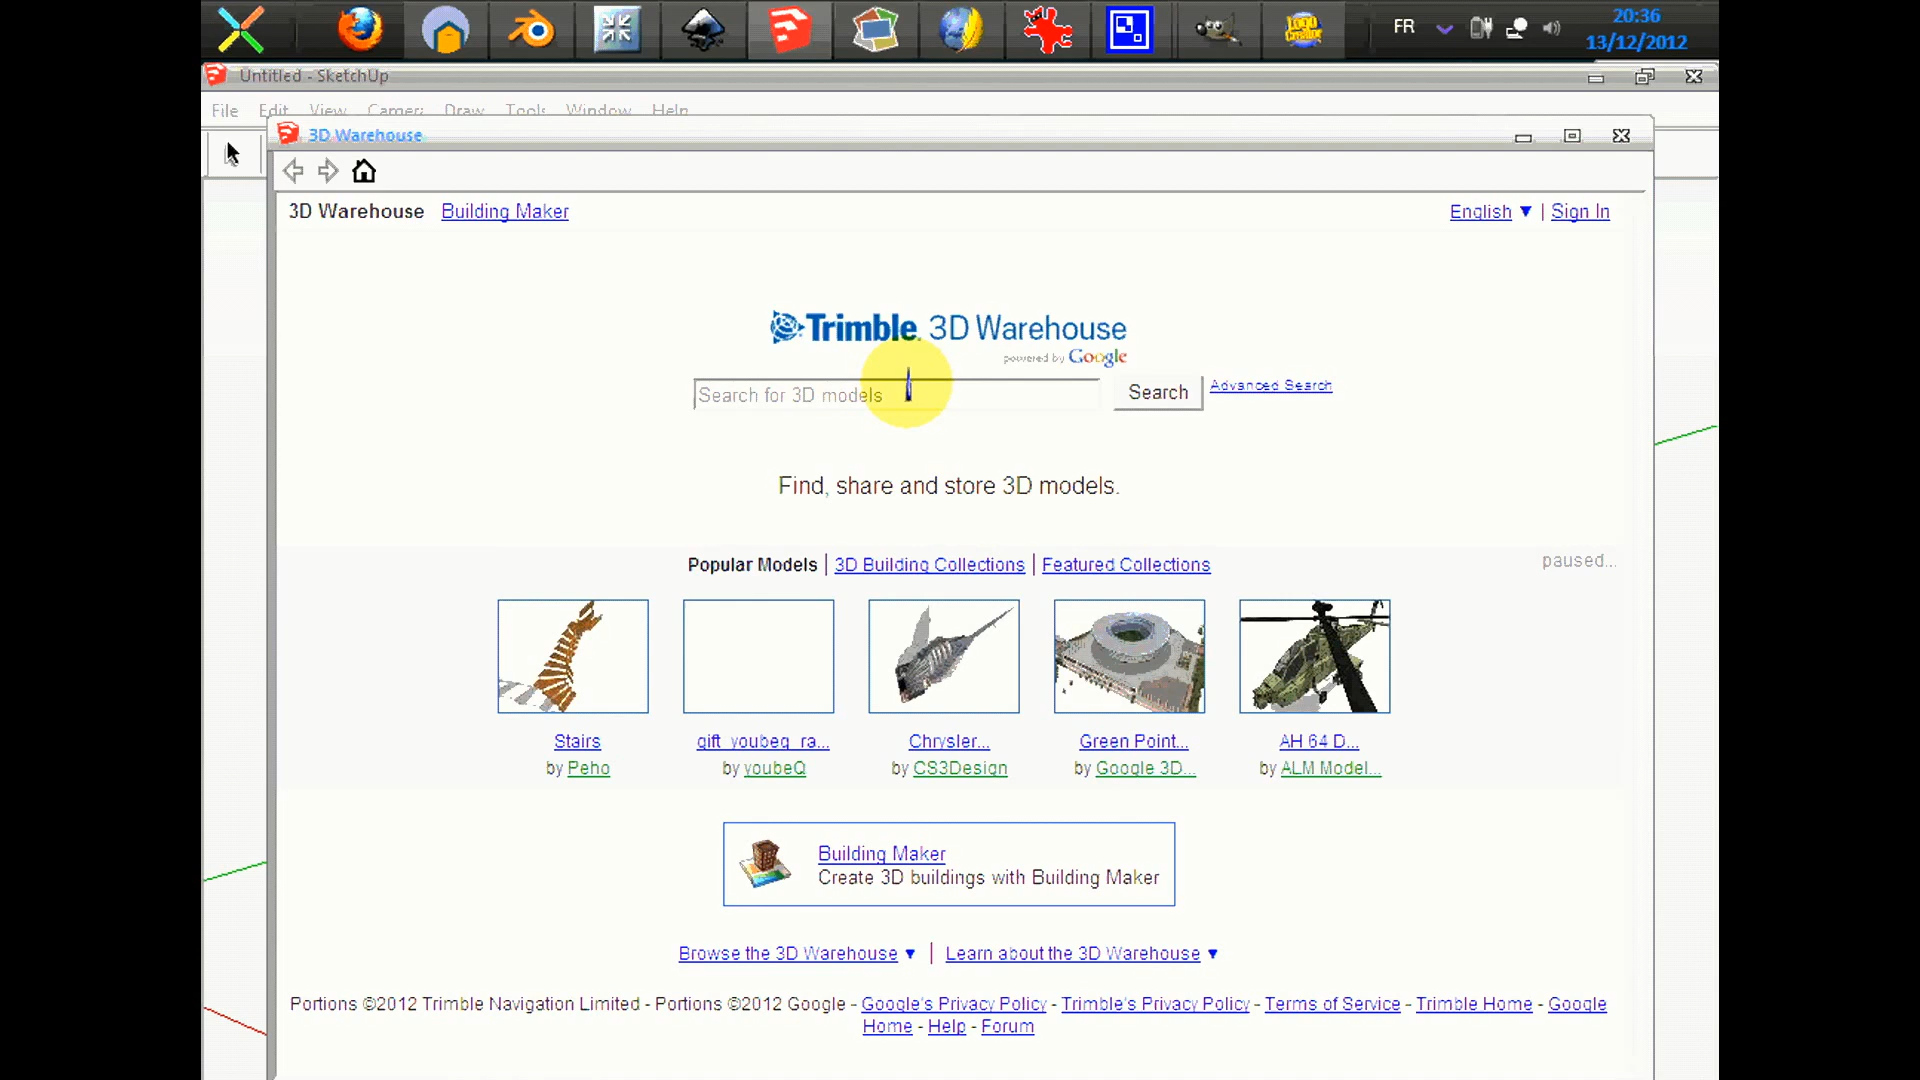 FR
20:36
13/12/2012
Untitled - SketchUp
File Edit View Camera Draw Tools Window Help
3D Warehouse
3D Warehouse Building Maker English ▼ | Sign In
Trimble. 3D Warehouse
powered by Google
Search for 3D models Search Advanced Search
Find, share and store 3D models.
Popular Models | 3D Building Collections | Featured Collections paused...
Stairs gift_youbeq_ra... Chrysler... Green Point... AH 64 D...
by Peho by youbeQ by CS3Design by Google 3D... by ALM Model...
Building Maker
Create 3D buildings with Building Maker
Browse the 3D Warehouse ▼ | Learn about the 3D Warehouse ▼
Portions ©2012 Trimble Navigation Limited - Portions ©2012 Google - Google's Privacy Policy - Trimble's Privacy Policy - Terms of Service - Trimble Home - Google
Home - Help - Forum